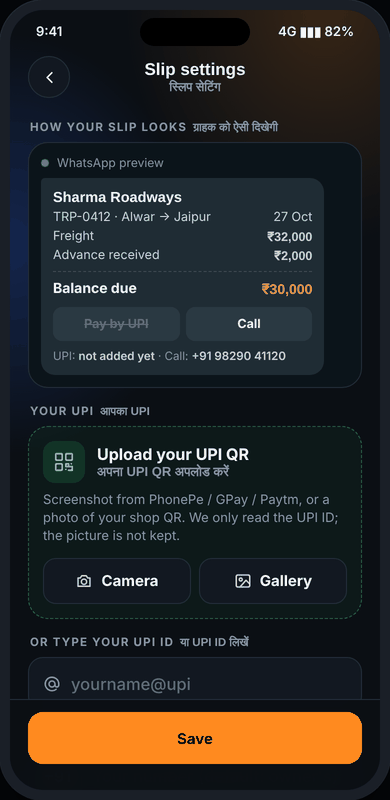 9:41
4G 82%
Slip settings
स्लिप सेटिंग
HOW YOUR SLIP LOOKS ग्राहक को ऐसी दिखेगी
WhatsApp preview
Sharma Roadways
TRP-0412 · Alwar → Jaipur 27 Oct
Freight ₹32,000
Advance received ₹2,000
Balance due ₹30,000
Pay by UPI Call
UPI: not added yet · Call: +91 98290 41120
YOUR UPI आपका UPI
Upload your UPI QR
अपना UPI QR अपलोड करें
Screenshot from PhonePe / GPay / Paytm, or a
photo of your shop QR. We only read the UPI ID;
the picture is not kept.
Camera Gallery
OR TYPE YOUR UPI ID या UPI ID लिखें
@ yourname@upi
Save